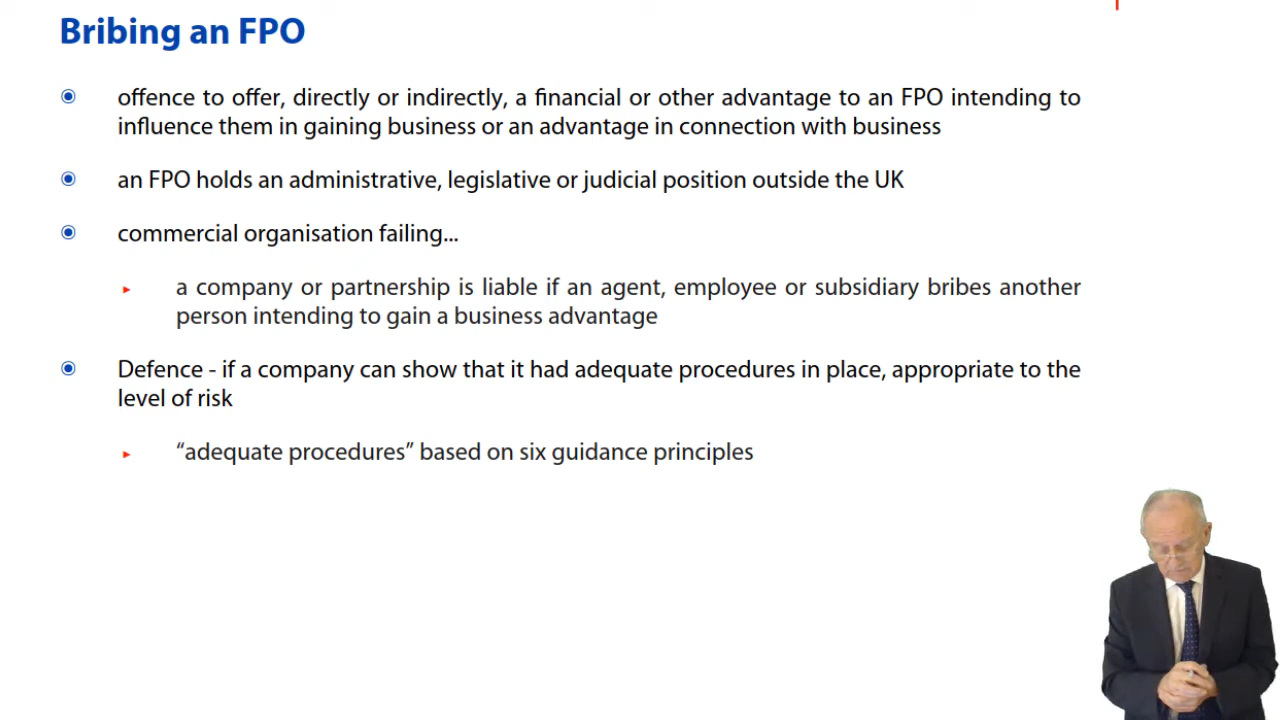 Bribing an FPO
offence to offer, directly or indirectly, a financial or other advantage to an FPO intending to
influence them in gaining business or an advantage in connection with business
an FPO holds an administrative, legislative or judicial position outside the UK
commercial organisation failing...
a company or partnership is liable if an agent, employee or subsidiary bribes another
person intending to gain a business advantage
Defence - if a company can show that it had adequate procedures in place, appropriate to the
level of risk
“adequate procedures” based on six guidance principles